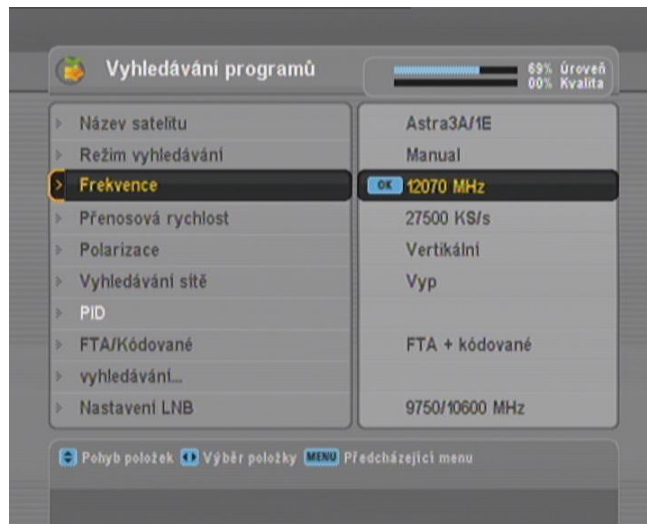 Vyhledávání programů
69% Úroveň
00% Kvalita
Název satelitu Astra3A/1E
Režim vyhledávání Manual
Frekvence OK 12070 MHz
Přenosová rychlost 27500 KS/s
Polarizace Vertikální
Vyhledávání sítě Vyp
PID
FTA/Kódované FTA + kódované
vyhledávání...
Nastavení LNB 9750/10600 MHz
Pohyb položek Výběr položky MENU Předcházející menu